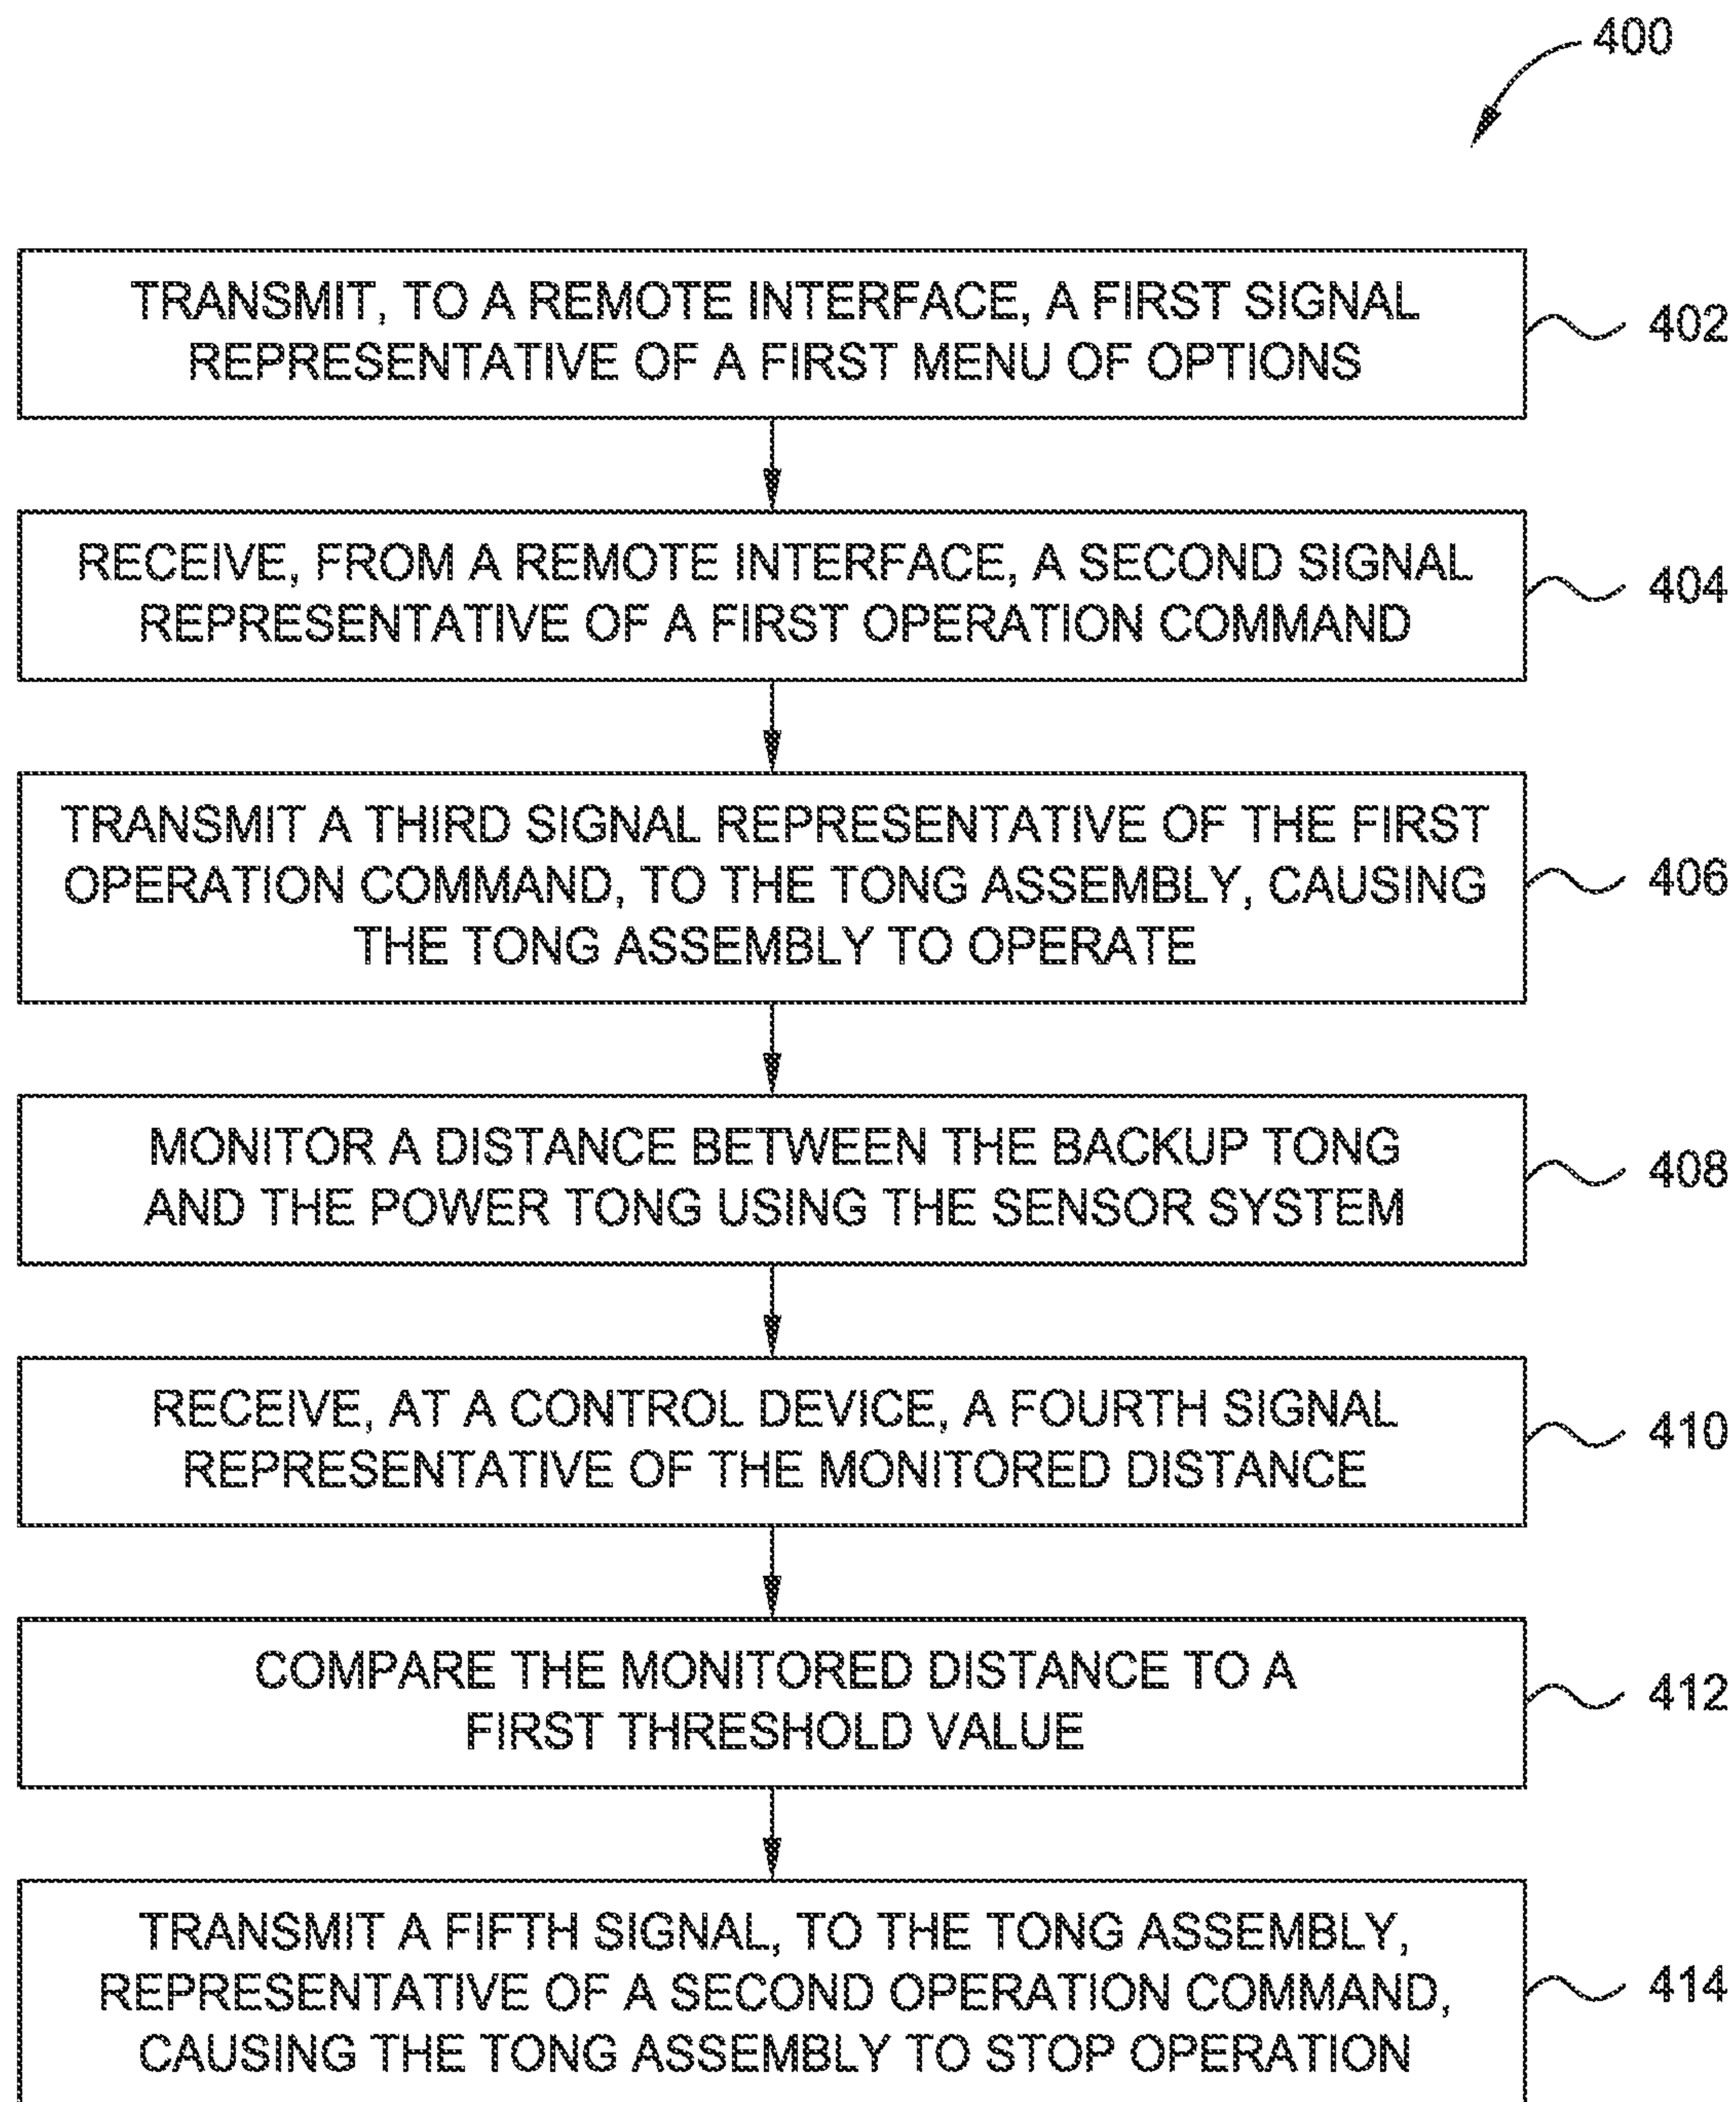 400
TRANSMIT, TO A REMOTE INTERFACE, A FIRST SIGNAL
REPRESENTATIVE OF A FIRST MENU OF OPTIONS
402
RECEIVE, FROM A REMOTE INTERFACE, A SECOND SIGNAL
REPRESENTATIVE OF A FIRST OPERATION COMMAND
404
TRANSMIT A THIRD SIGNAL REPRESENTATIVE OF THE FIRST
OPERATION COMMAND, TO THE TONG ASSEMBLY, CAUSING
THE TONG ASSEMBLY TO OPERATE
406
MONITOR A DISTANCE BETWEEN THE BACKUP TONG
AND THE POWER TONG USING THE SENSOR SYSTEM
408
RECEIVE, AT A CONTROL DEVICE, A FOURTH SIGNAL
REPRESENTATIVE OF THE MONITORED DISTANCE
410
COMPARE THE MONITORED DISTANCE TO A
FIRST THRESHOLD VALUE
412
TRANSMIT A FIFTH SIGNAL, TO THE TONG ASSEMBLY,
REPRESENTATIVE OF A SECOND OPERATION COMMAND,
CAUSING THE TONG ASSEMBLY TO STOP OPERATION
414